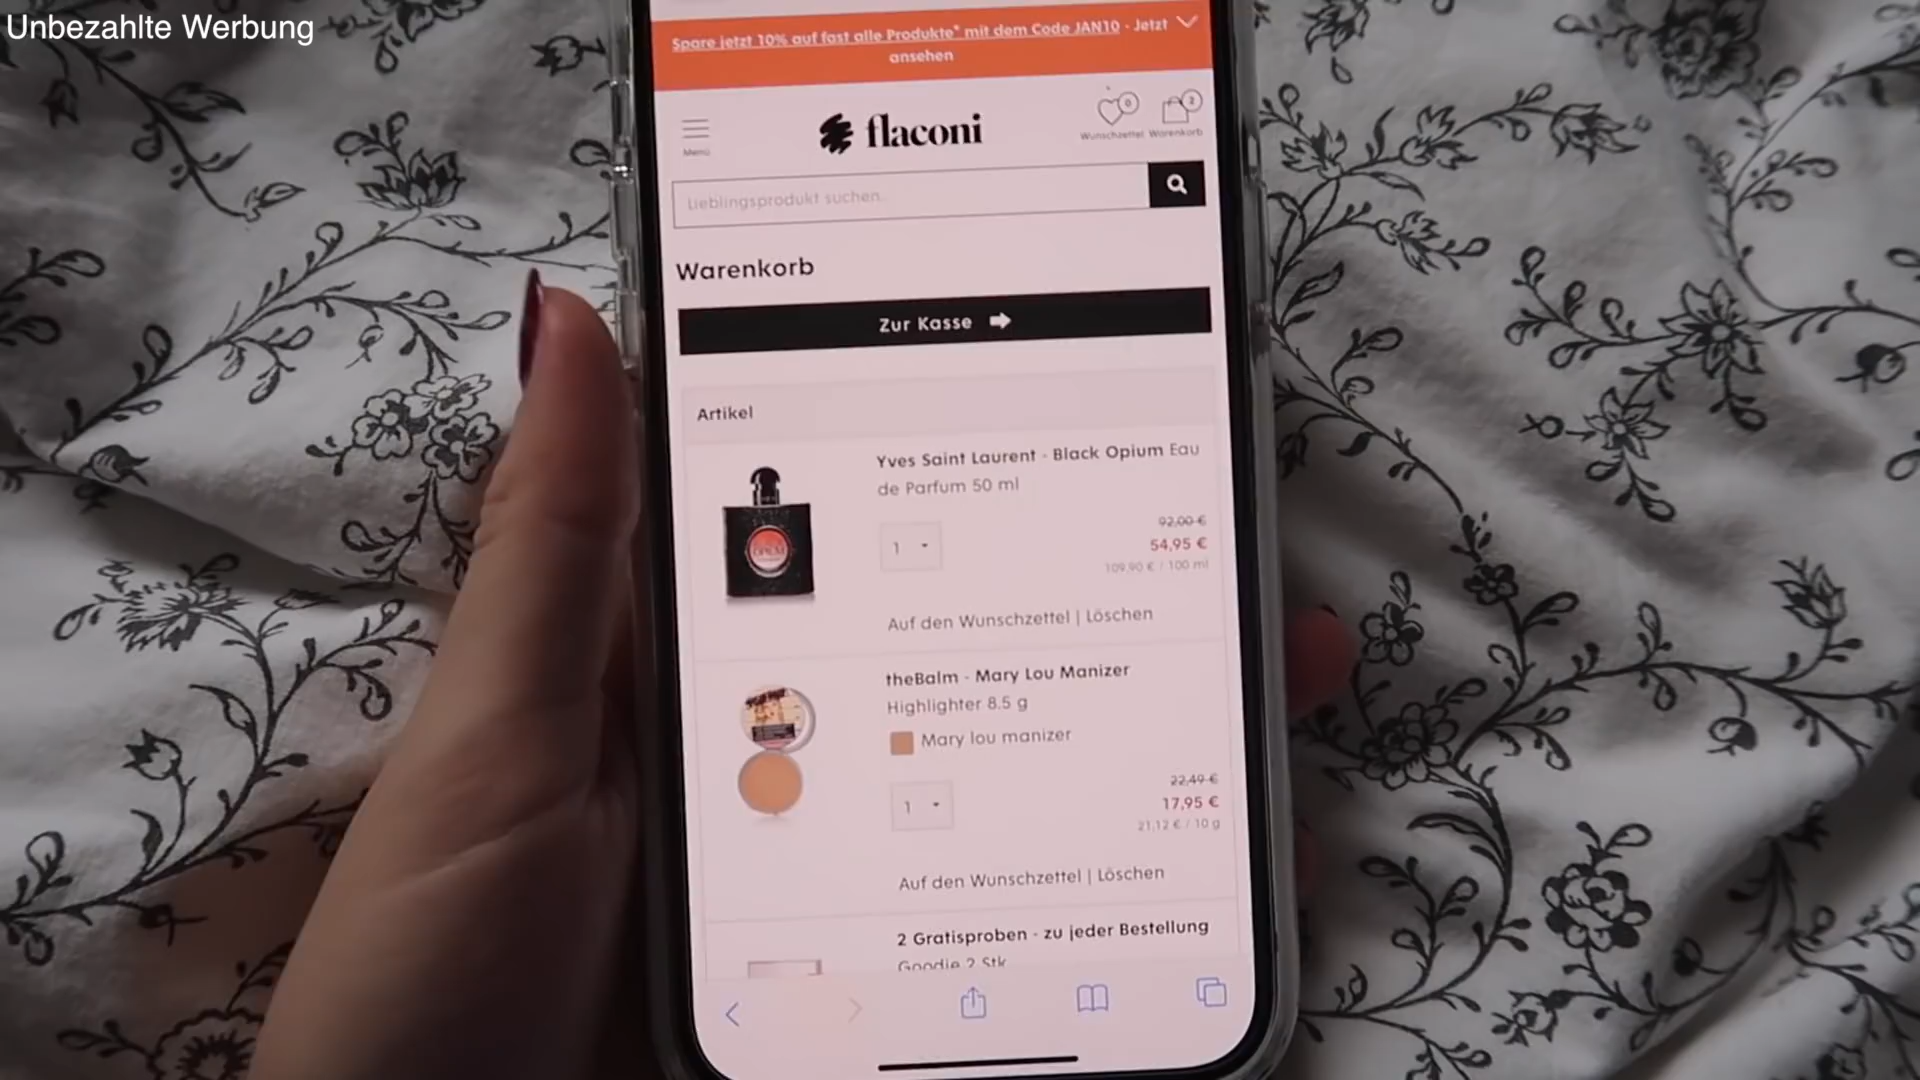 Unbezahlte Werbung
Spare jetzt 10% auf fast alle Produkte* mit dem Code JAN10 - Jetzt
ansehen
Menü
flaconi
0
2
Wunschzettel Warenkorb
Lieblingsprodukt suchen.
Warenkorb
Zur Kasse
Artikel
Yves Saint Laurent - Black Opium Eau
de Parfum 50 ml
OPIUM
92,00 €
1
54,95 €
109,90 € / 100 ml
Auf den Wunschzettel | Löschen
theBalm - Mary Lou Manizer
Highlighter 8.5 g
Mary lou manizer
22,49 €
1
17,95 €
21,12 € / 10 g
Auf den Wunschzettel | Löschen
2 Gratisproben - zu jeder Bestellung
Goodie 2 Stk